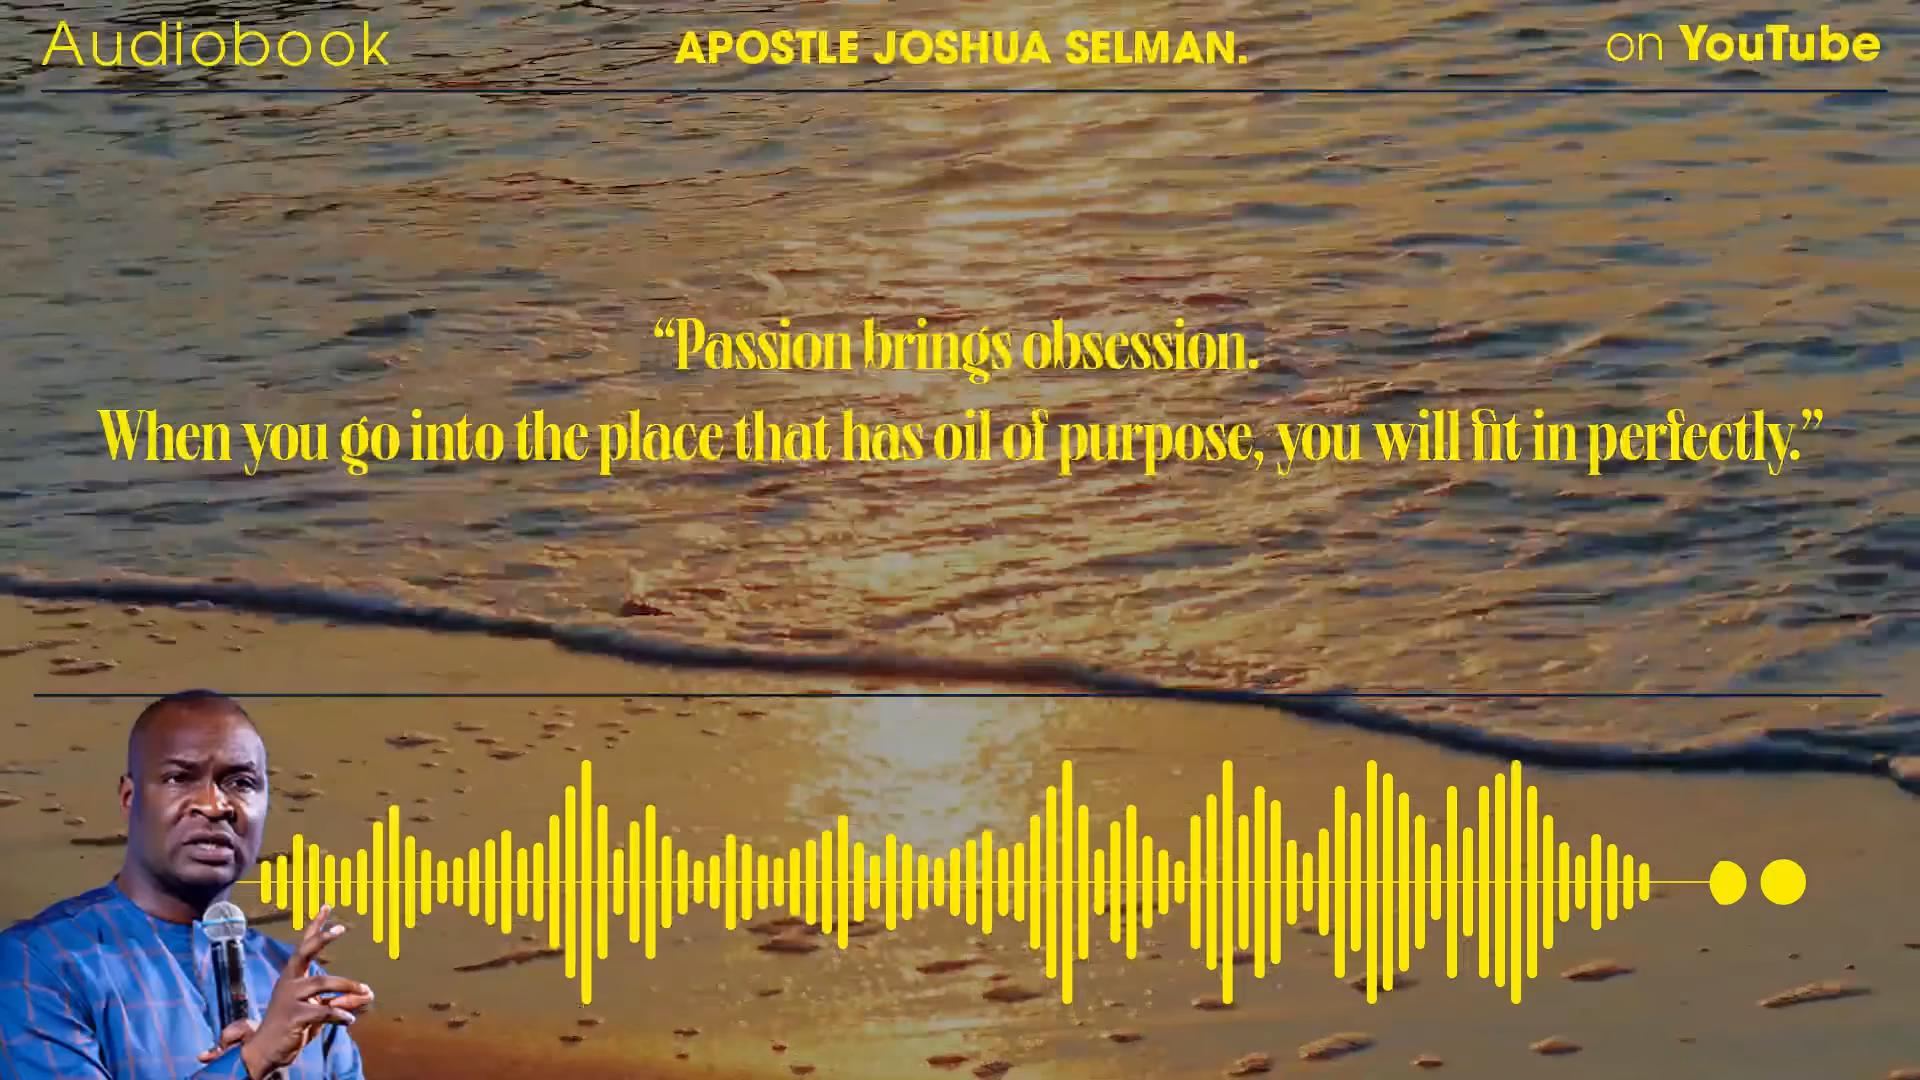 Audiobook
APOSTLE JOSHUA SELMAN.
on YouTube
“Passion brings obsession.
When you go into the place that has oil of purpose, you will fit in perfectly.”